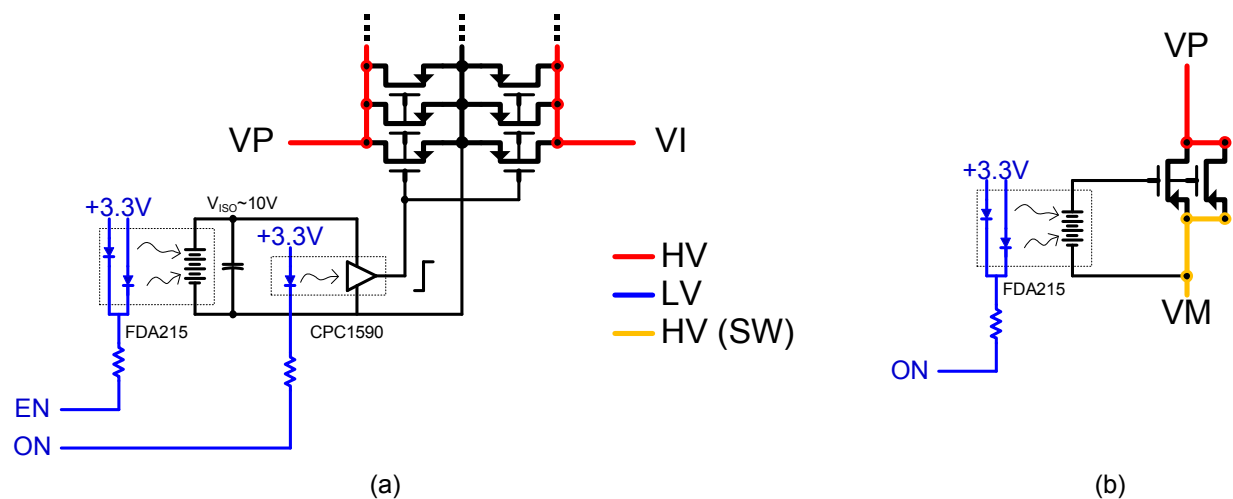 VP
VP
VI
+3.3V
V_ISO~10V
+3.3V
+3.3V
HV
LV
HV (SW)
FDA215
CPC1590
FDA215
VM
ON
EN
ON
(a)
(b)